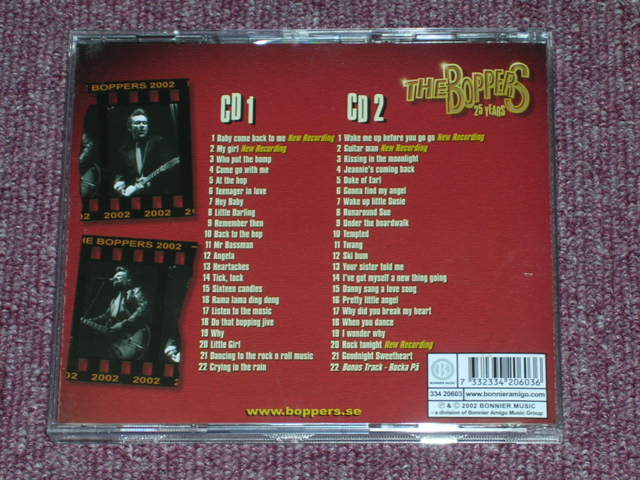 THE BOPPERS
25 YEARS
E BOPPERS 2002
2002 2002
HE BOPPERS 2002
2002 2002
CD 1
1 Baby come back to me New Recording
2 My girl New Recording
3 Who put the bomp
4 Come go with me
5 At the hop
6 Teenager in love
7 Hey Baby
8 Little Darling
9 Remember then
10 Back to the hop
11 Mr Bassman
12 Angela
13 Heartaches
14 Tick, tock
15 Sixteen candles
16 Rama lama ding dong
17 Listen to the music
18 Do that bopping jive
19 Why
20 Little Girl
21 Dancing to the rock n roll music
22 Crying in the rain
CD 2
1 Wake me up before you go go New Recording
2 Guitar man New Recording
3 Kissing in the moonlight
4 Jeannie's coming back
5 Duke of Earl
6 Gonna find my angel
7 Wake up little Susie
8 Runaround Sue
9 Under the boardwalk
10 Tempted
11 Twang
12 Ski bum
13 Your sister told me
14 I've got myself a new thing going
15 Danny sang a love song
16 Pretty little angel
17 Why did you break my heart
18 When you dance
19 I wonder why
20 Rock tonight New Recording
21 Goodnight Sweetheart
22 Bonus Track - Rocka På
www.boppers.se
B
BONNIER MUSIC
7 332334 206036
334 20603 www.bonnieramigo.com
℗ & © 2002 BONNIER MUSIC
- a division of Bonnier Amigo Music Group